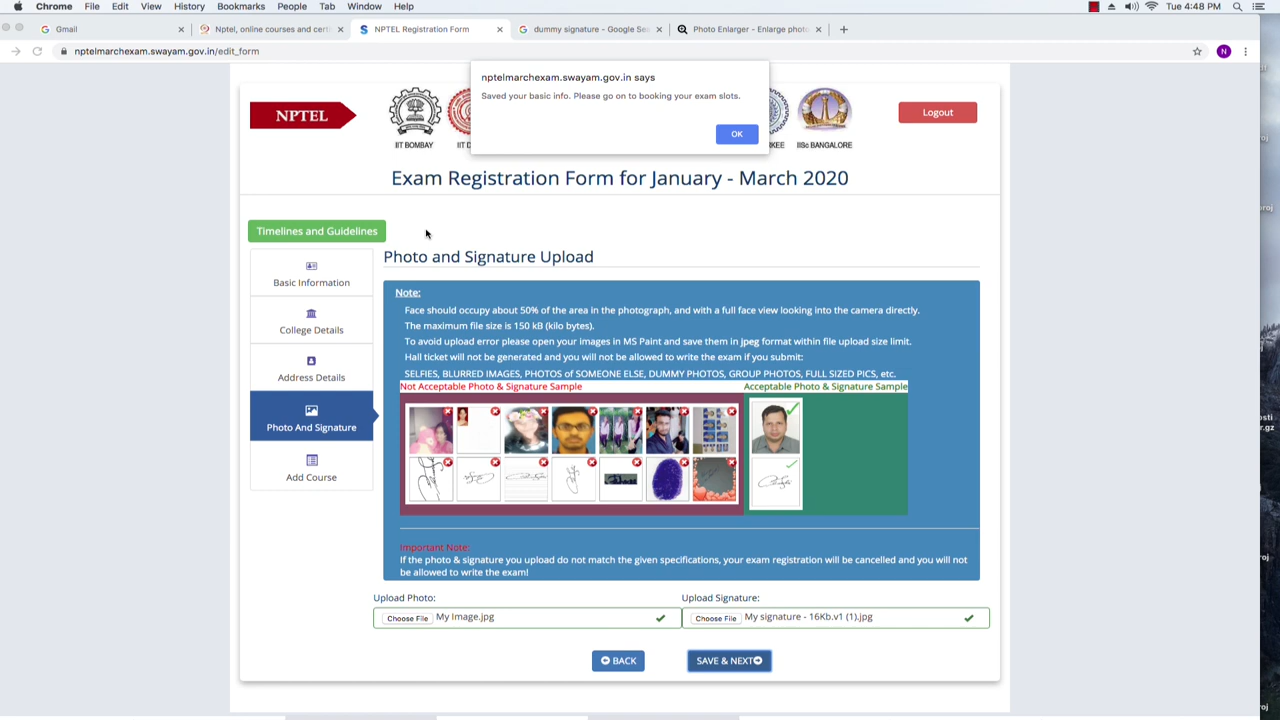 Chrome File Edit View History Bookmarks People Tab Window Help Tue 4:48 PM
Gmail Nptel, online courses and certi NPTEL Registration Form dummy signature - Google Sea Photo Enlarger - Enlarge photo
nptelmarchexam.swayam.gov.in/edit_form N
nptelmarchexam.swayam.gov.in says
Saved your basic info. Please go on to booking your exam slots.
OK
NPTEL
IIT BOMBAY
IISc BANGALORE
Logout
Exam Registration Form for January - March 2020
Timelines and Guidelines
Basic Information
College Details
Address Details
Photo And Signature
Add Course
Photo and Signature Upload
Note:
Face should occupy about 50% of the area in the photograph, and with a full face view looking into the camera directly.
The maximum file size is 150 kB (kilo bytes).
To avoid upload error please open your images in MS Paint and save them in jpeg format within file upload size limit.
Hall ticket will not be generated and you will not be allowed to write the exam if you submit:
SELFIES, BLURRED IMAGES, PHOTOS of SOMEONE ELSE, DUMMY PHOTOS, GROUP PHOTOS, FULL SIZED PICS, etc.
Not Acceptable Photo & Signature Sample
Acceptable Photo & Signature Sample
Important Note:
If the photo & signature you upload do not match the given specifications, your exam registration will be cancelled and you will not
be allowed to write the exam!
Upload Photo:
Choose File My Image.jpg
Upload Signature:
Choose File My signature - 16Kb.v1 (1).jpg
BACK
SAVE & NEXT